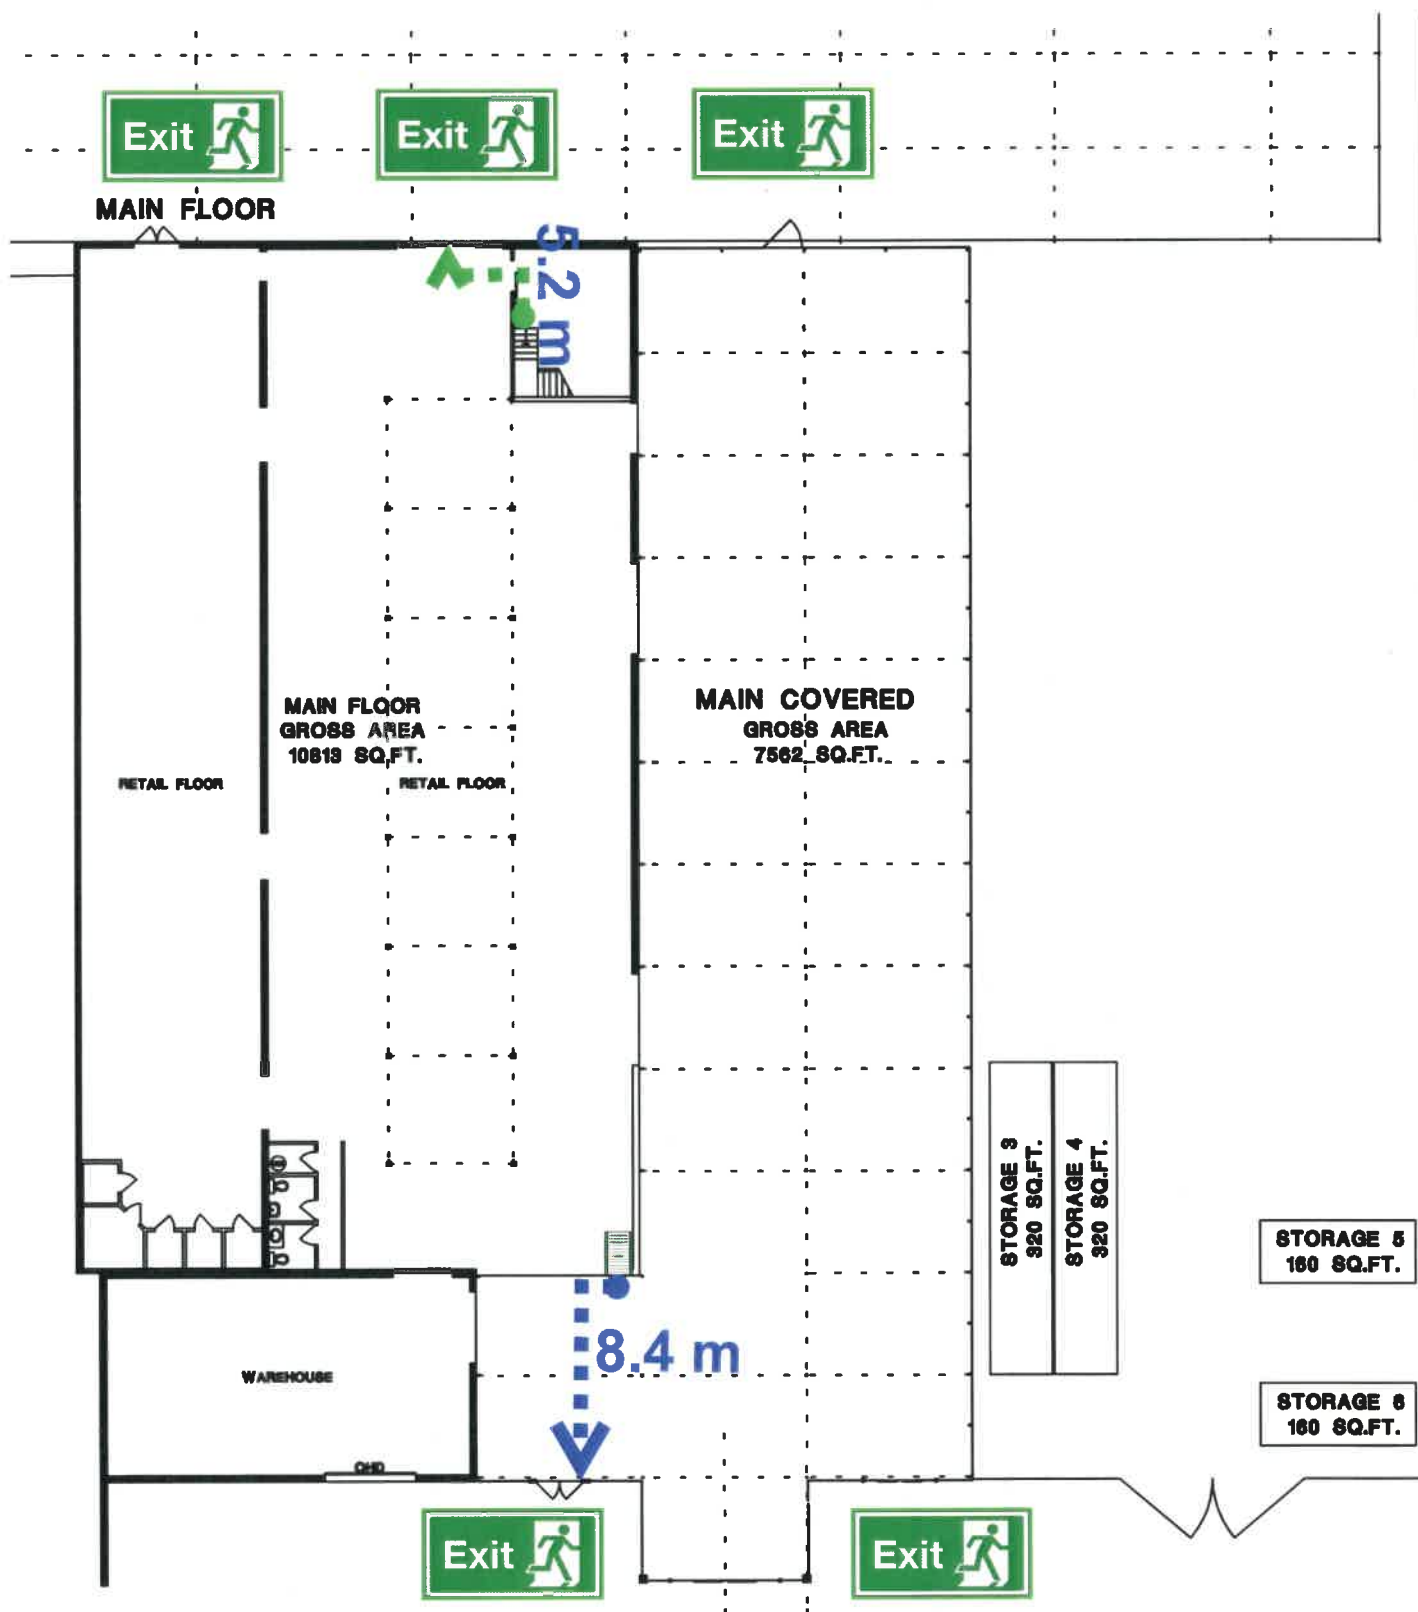 Exit
Exit
Exit
MAIN FLOOR
5.2 m
MAIN FLOOR
GROSS AREA
10813 SQ.FT.
MAIN COVERED
GROSS AREA
7562 SQ.FT.
RETAIL FLOOR
RETAIL FLOOR
STORAGE 3
320 SQ.FT.
STORAGE 4
320 SQ.FT.
STORAGE 5
160 SQ.FT.
8.4 m
WAREHOUSE
STORAGE 6
160 SQ.FT.
OHD
Exit
Exit